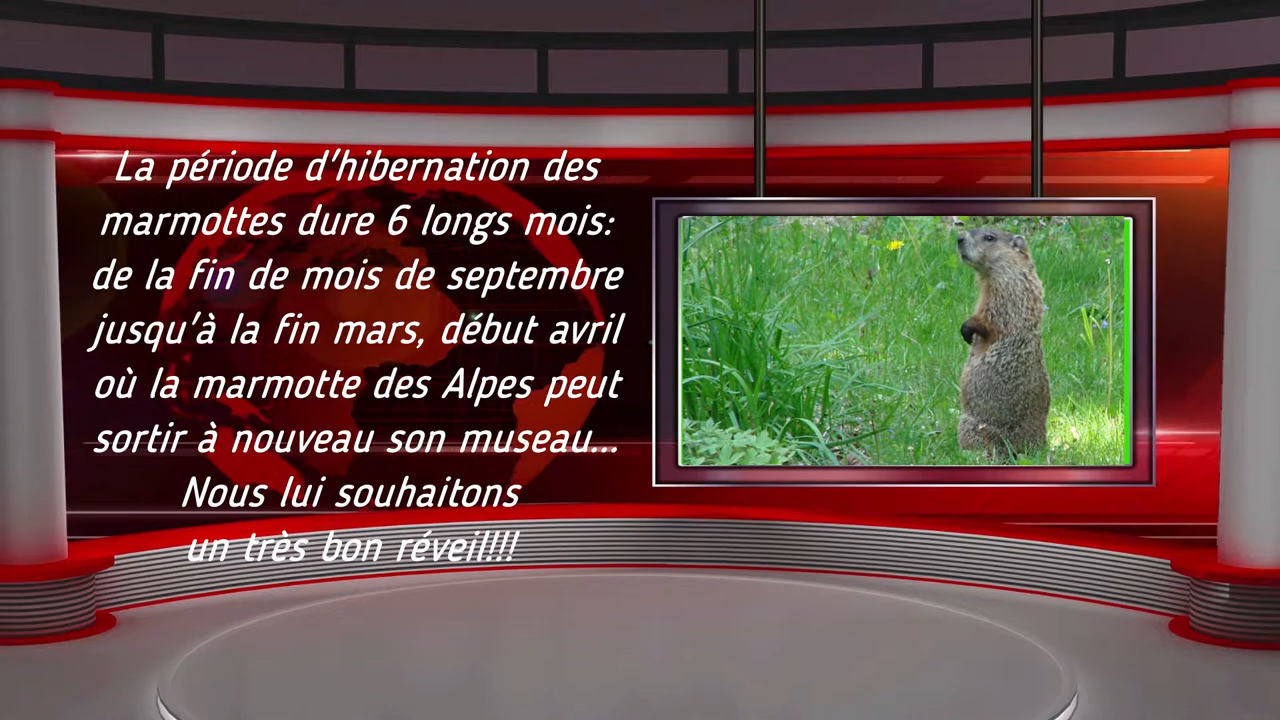 La période d'hibernation des
marmottes dure 6 longs mois:
de la fin de mois de septembre
jusqu'à la fin mars, début avril
où la marmotte des Alpes peut
sortir à nouveau son museau...
Nous lui souhaitons
un très bon réveil!!!